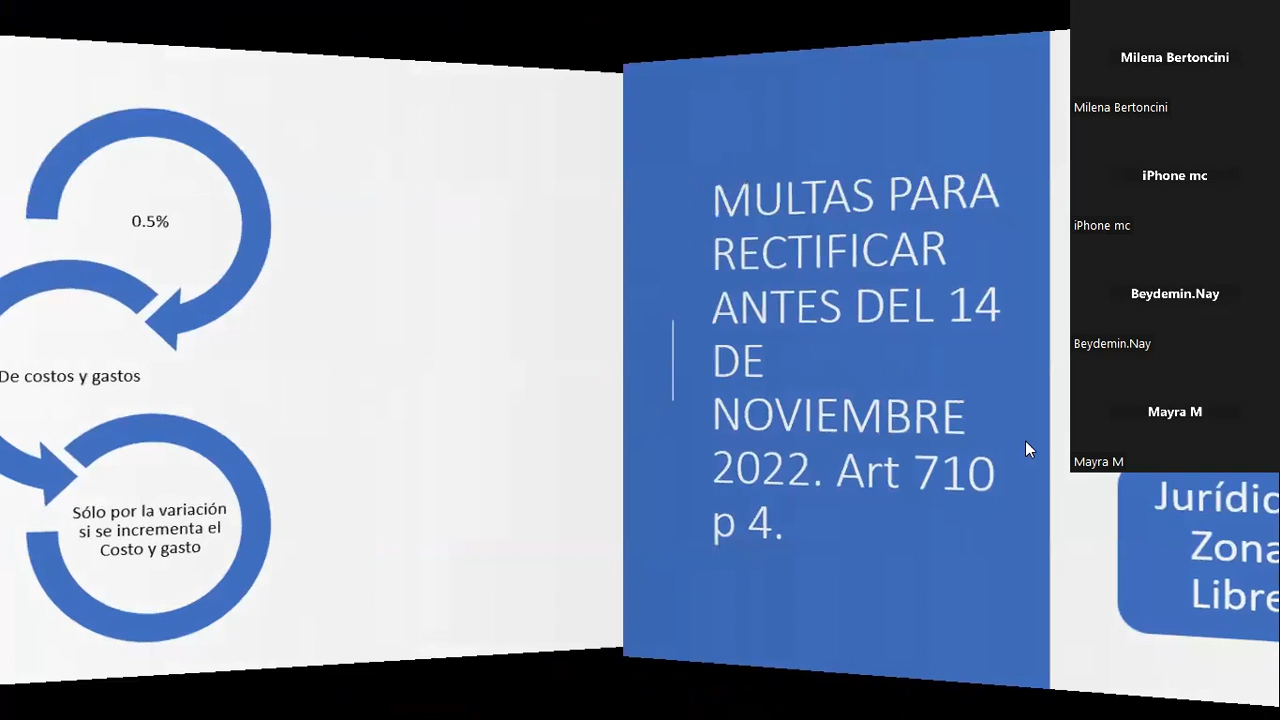 0.5%
De costos y gastos
Sólo por la variación
si se incrementa el
Costo y gasto
MULTAS PARA
RECTIFICAR
ANTES DEL 14
DE
NOVIEMBRE
2022. Art 710
p 4.
Milena Bertoncini
Milena Bertoncini
iPhone mc
iPhone mc
Beydemin.Nay
Beydemin.Nay
Mayra M
Mayra M
Jurídic
Zona
Libre